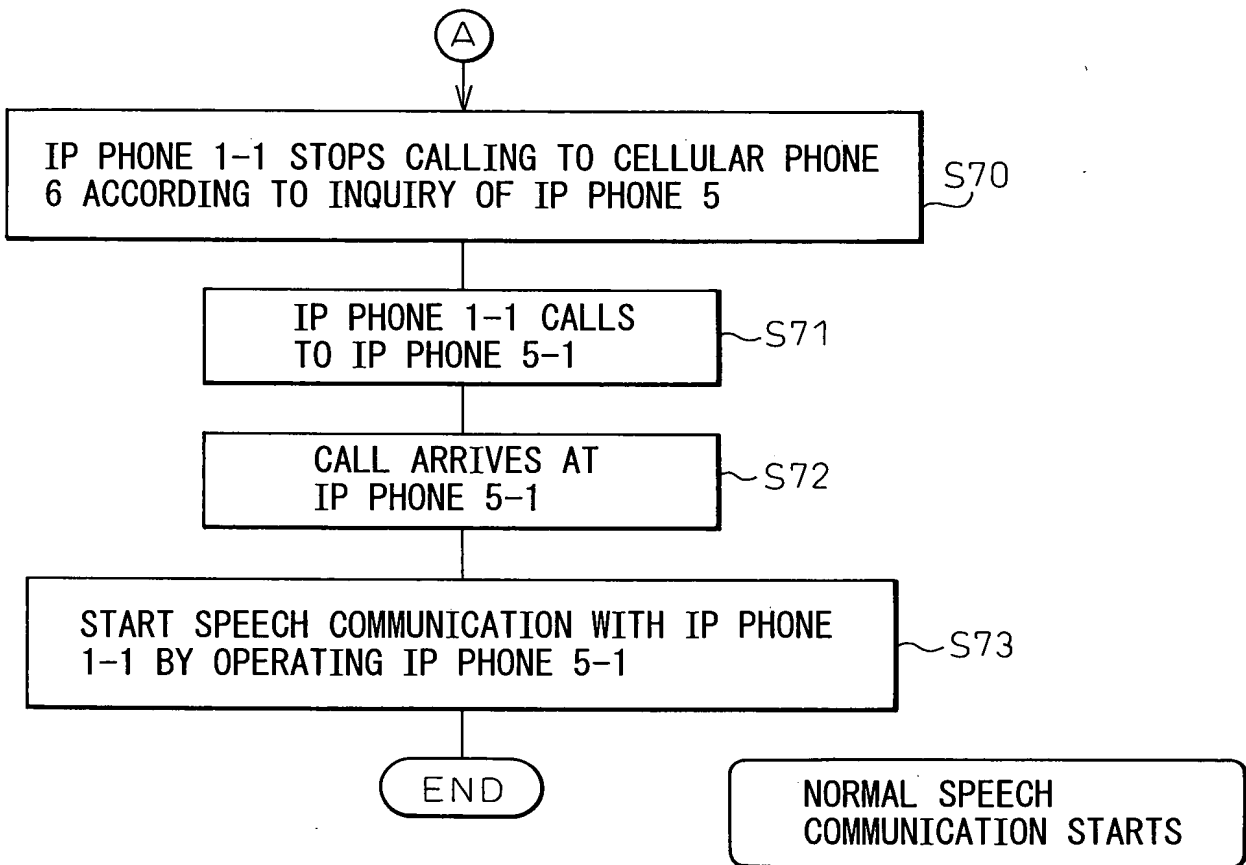 A
IP PHONE 1-1 STOPS CALLING TO CELLULAR PHONE
6 ACCORDING TO INQUIRY OF IP PHONE 5
S70
IP PHONE 1-1 CALLS
TO IP PHONE 5-1
S71
CALL ARRIVES AT
IP PHONE 5-1
S72
START SPEECH COMMUNICATION WITH IP PHONE
1-1 BY OPERATING IP PHONE 5-1
S73
END
NORMAL SPEECH
COMMUNICATION STARTS